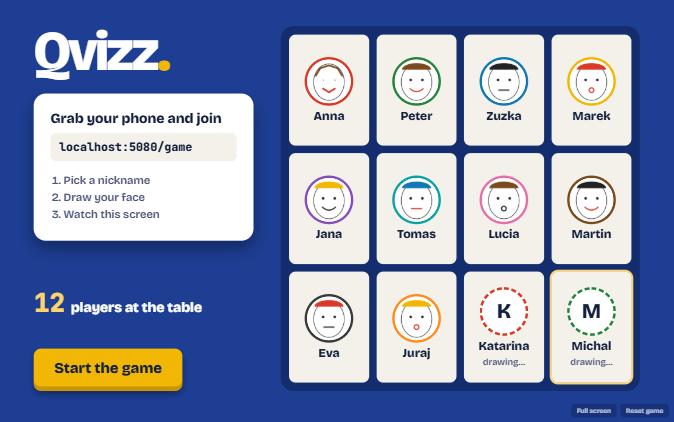 Qvizz.
Grab your phone and join
localhost:5080/game
1. Pick a nickname
2. Draw your face
3. Watch this screen
12 players at the table
Start the game
Anna
Peter
Zuzka
Marek
Jana
Tomas
Lucia
Martin
Eva
Juraj
K
Katarina
drawing...
M
Michal
drawing...
Full screen
Reset game